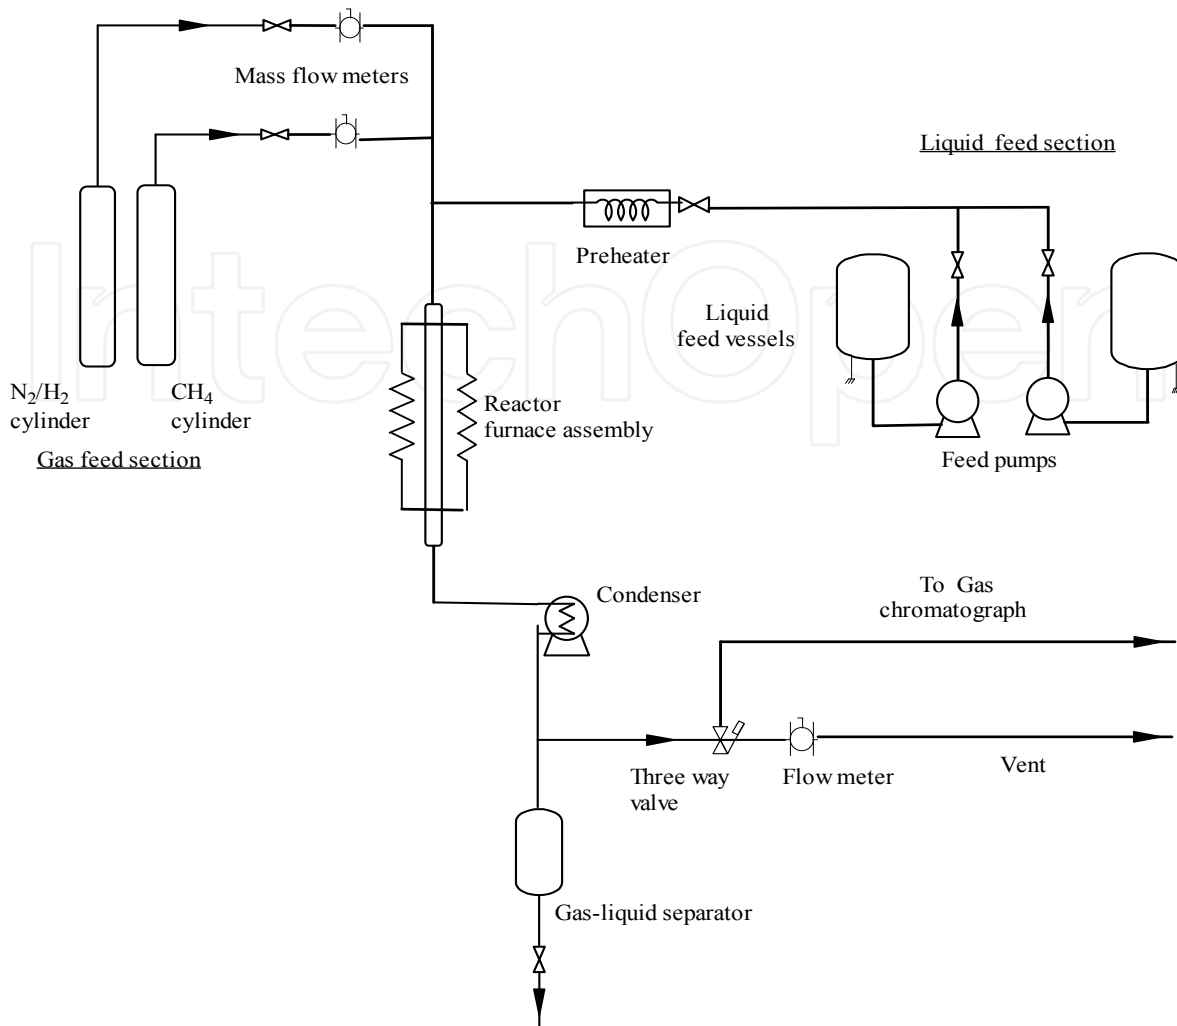 Mass flow meters
Liquid feed section
Preheater
Liquid
feed vessels
N₂/H₂
cylinder
CH₄
cylinder
Gas feed section
Reactor
furnace assembly
Feed pumps
Condenser
To Gas
chromatograph
Three way
valve
Flow meter
Vent
Gas-liquid separator
IntechOpen